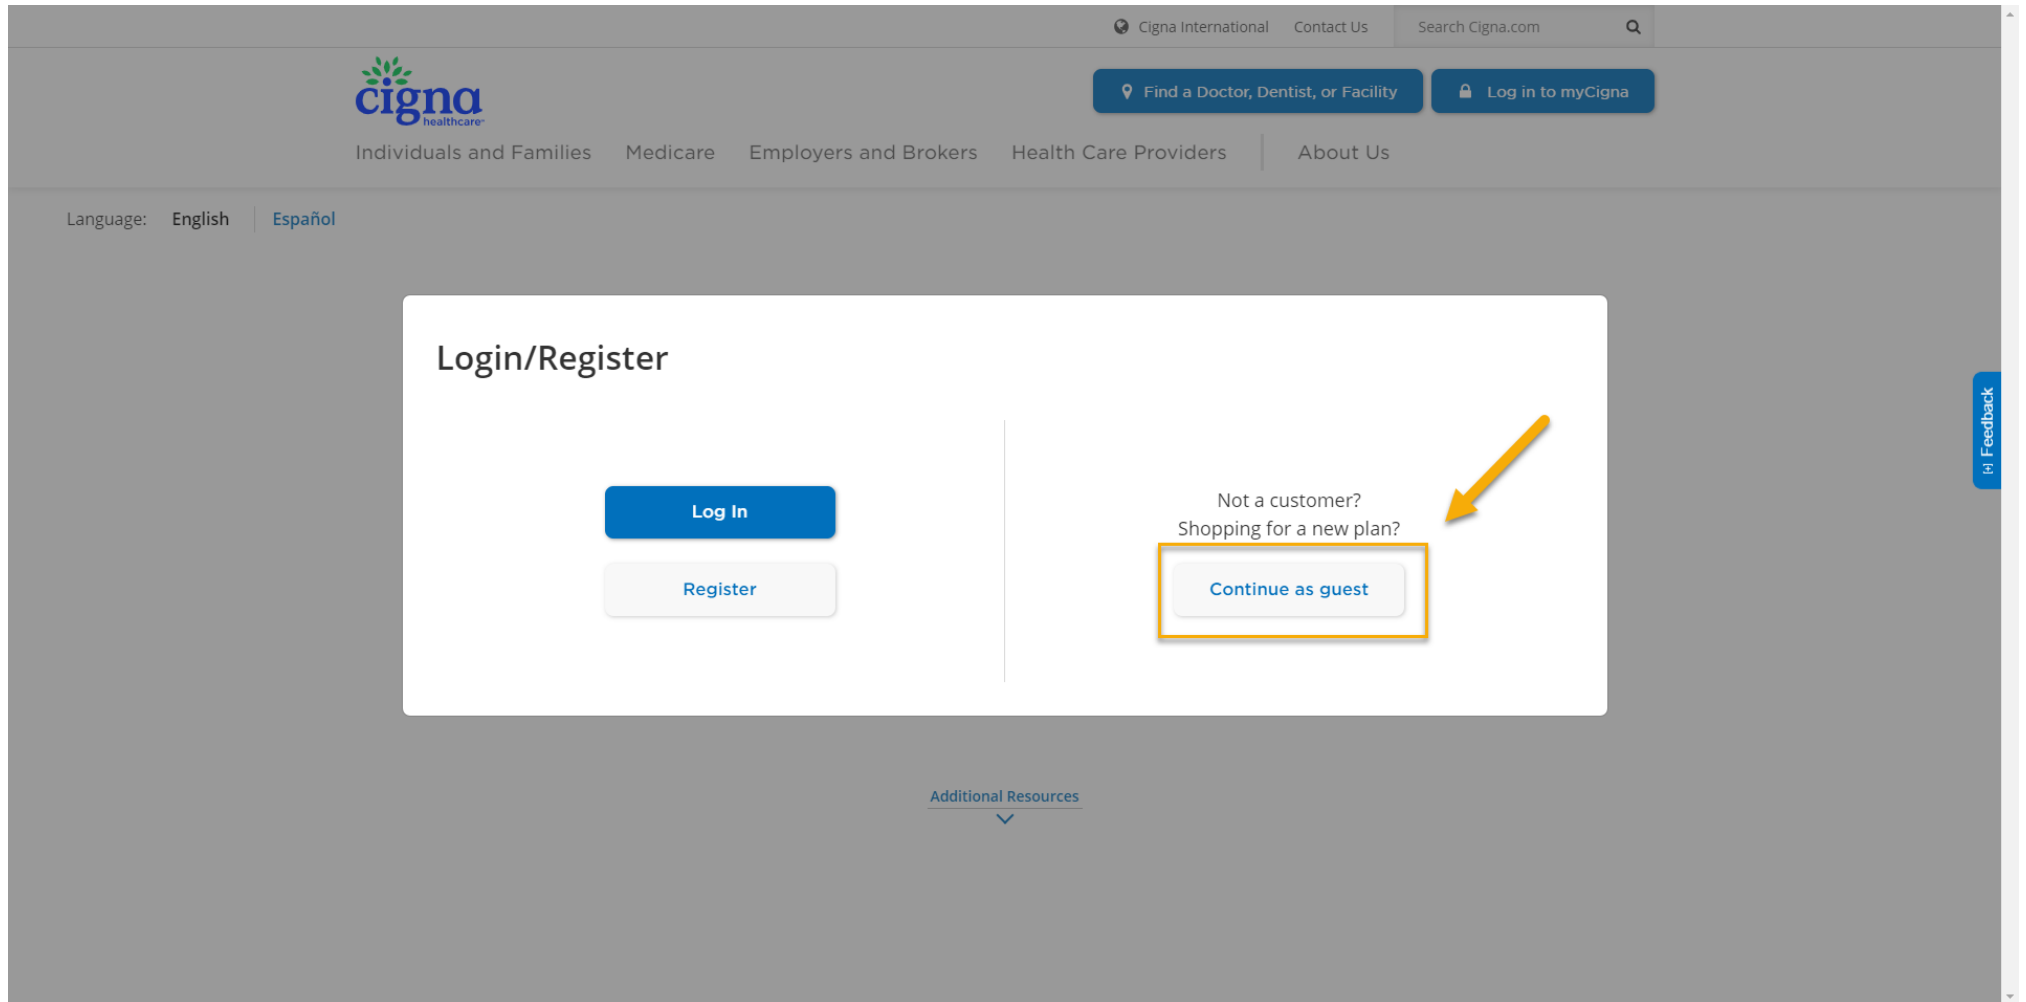 Cigna International Contact Us Search Cigna.com
cigna
healthcare
Find a Doctor, Dentist, or Facility Log in to myCigna
Individuals and Families Medicare Employers and Brokers Health Care Providers About Us
Language: English Español
Login/Register
Log In
Register
Not a customer?
Shopping for a new plan?
Continue as guest
[+] Feedback
Additional Resources